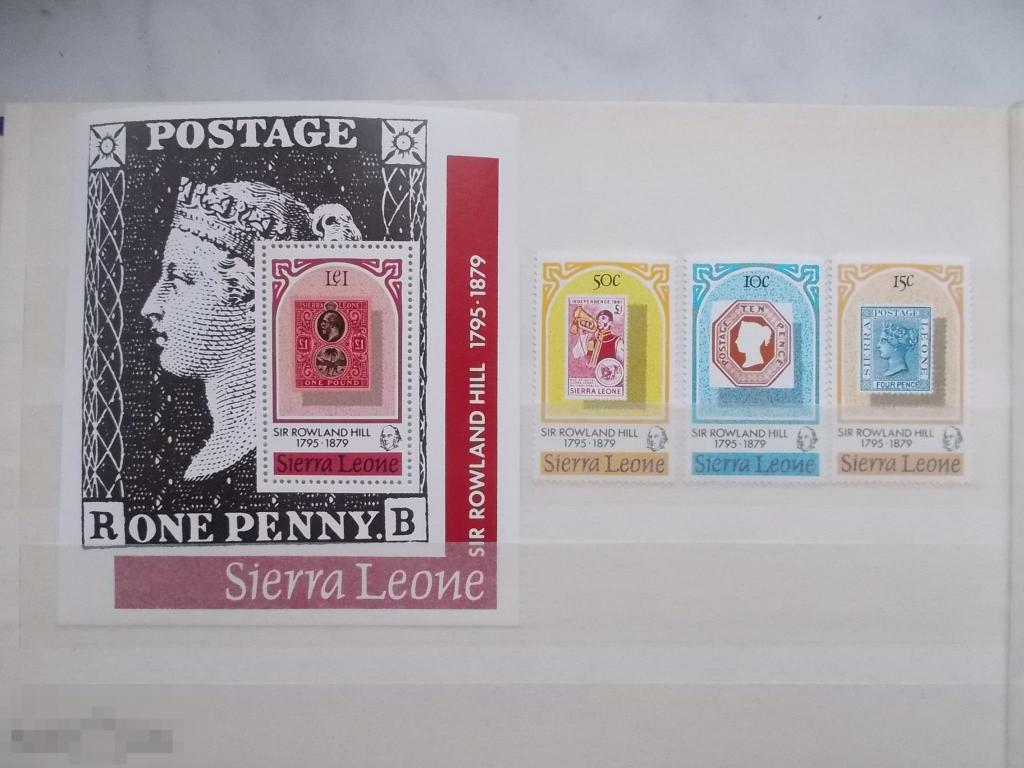 POSTAGE
1795·1879
SIR ROWLAND HILL
SIERRA LEONE
£1 £1
ONE POUND
SIR ROWLAND HILL
1795·1879
Sierra Leone
R ONE PENNY. B
Sierra Leone
50c
INDEPENDENCE 1961
£1
SIERRA LEONE
SIR ROWLAND HILL
1795·1879
Sierra Leone
10c
POSTAGE TEN PENCE
SIR ROWLAND HILL
1795·1879
Sierra Leone
15c
SIERRA POSTAGE LEONE
FOUR PENCE
SIR ROWLAND HILL
1795·1879
Sierra Leone